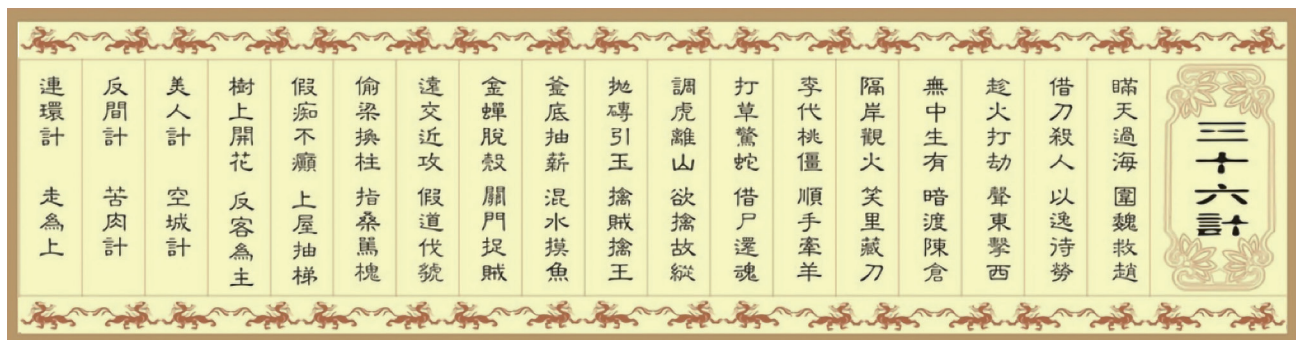 三十六計
瞞天過海 圍魏救趙
借刀殺人 以逸待勞
趁火打劫 聲東擊西
無中生有 暗渡陳倉
隔岸觀火 笑里藏刀
李代桃僵 順手牽羊
打草驚蛇 借尸還魂
調虎離山 欲擒故縱
抛磚引玉 擒賊擒王
釜底抽薪 混水摸魚
金蟬脫殼 關門捉賊
遠交近攻 假道伐虢
偷梁換柱 指桑罵槐
假痴不癲 上屋抽梯
樹上開花 反客為主
美人計 空城計
反間計 苦肉計
連環計 走為上